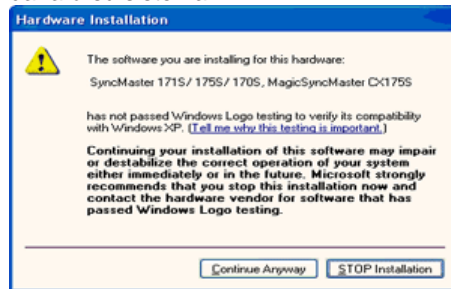 Hardware Installation
The software you are installing for this hardware:
SyncMaster 171S/ 175S/ 170S, MagicSyncMaster CX175S
has not passed Windows Logo testing to verify its compatibility
with Windows XP. (Tell me why this testing is important.)
Continuing your installation of this software may impair
or destabilize the correct operation of your system
either immediately or in the future. Microsoft strongly
recommends that you stop this installation now and
contact the hardware vendor for software that has
passed Windows Logo testing.
Continue Anyway
STOP Installation